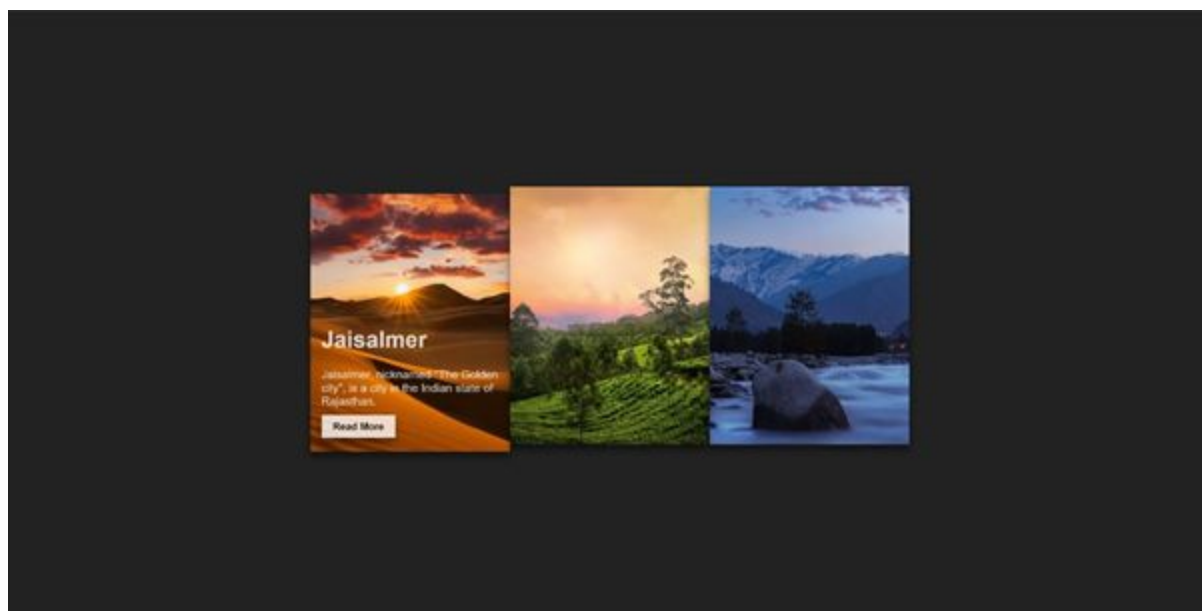 Jaisalmer
Jaisalmer, nicknamed "The Golden
city", is a city in the Indian state of
Rajasthan.
Read More